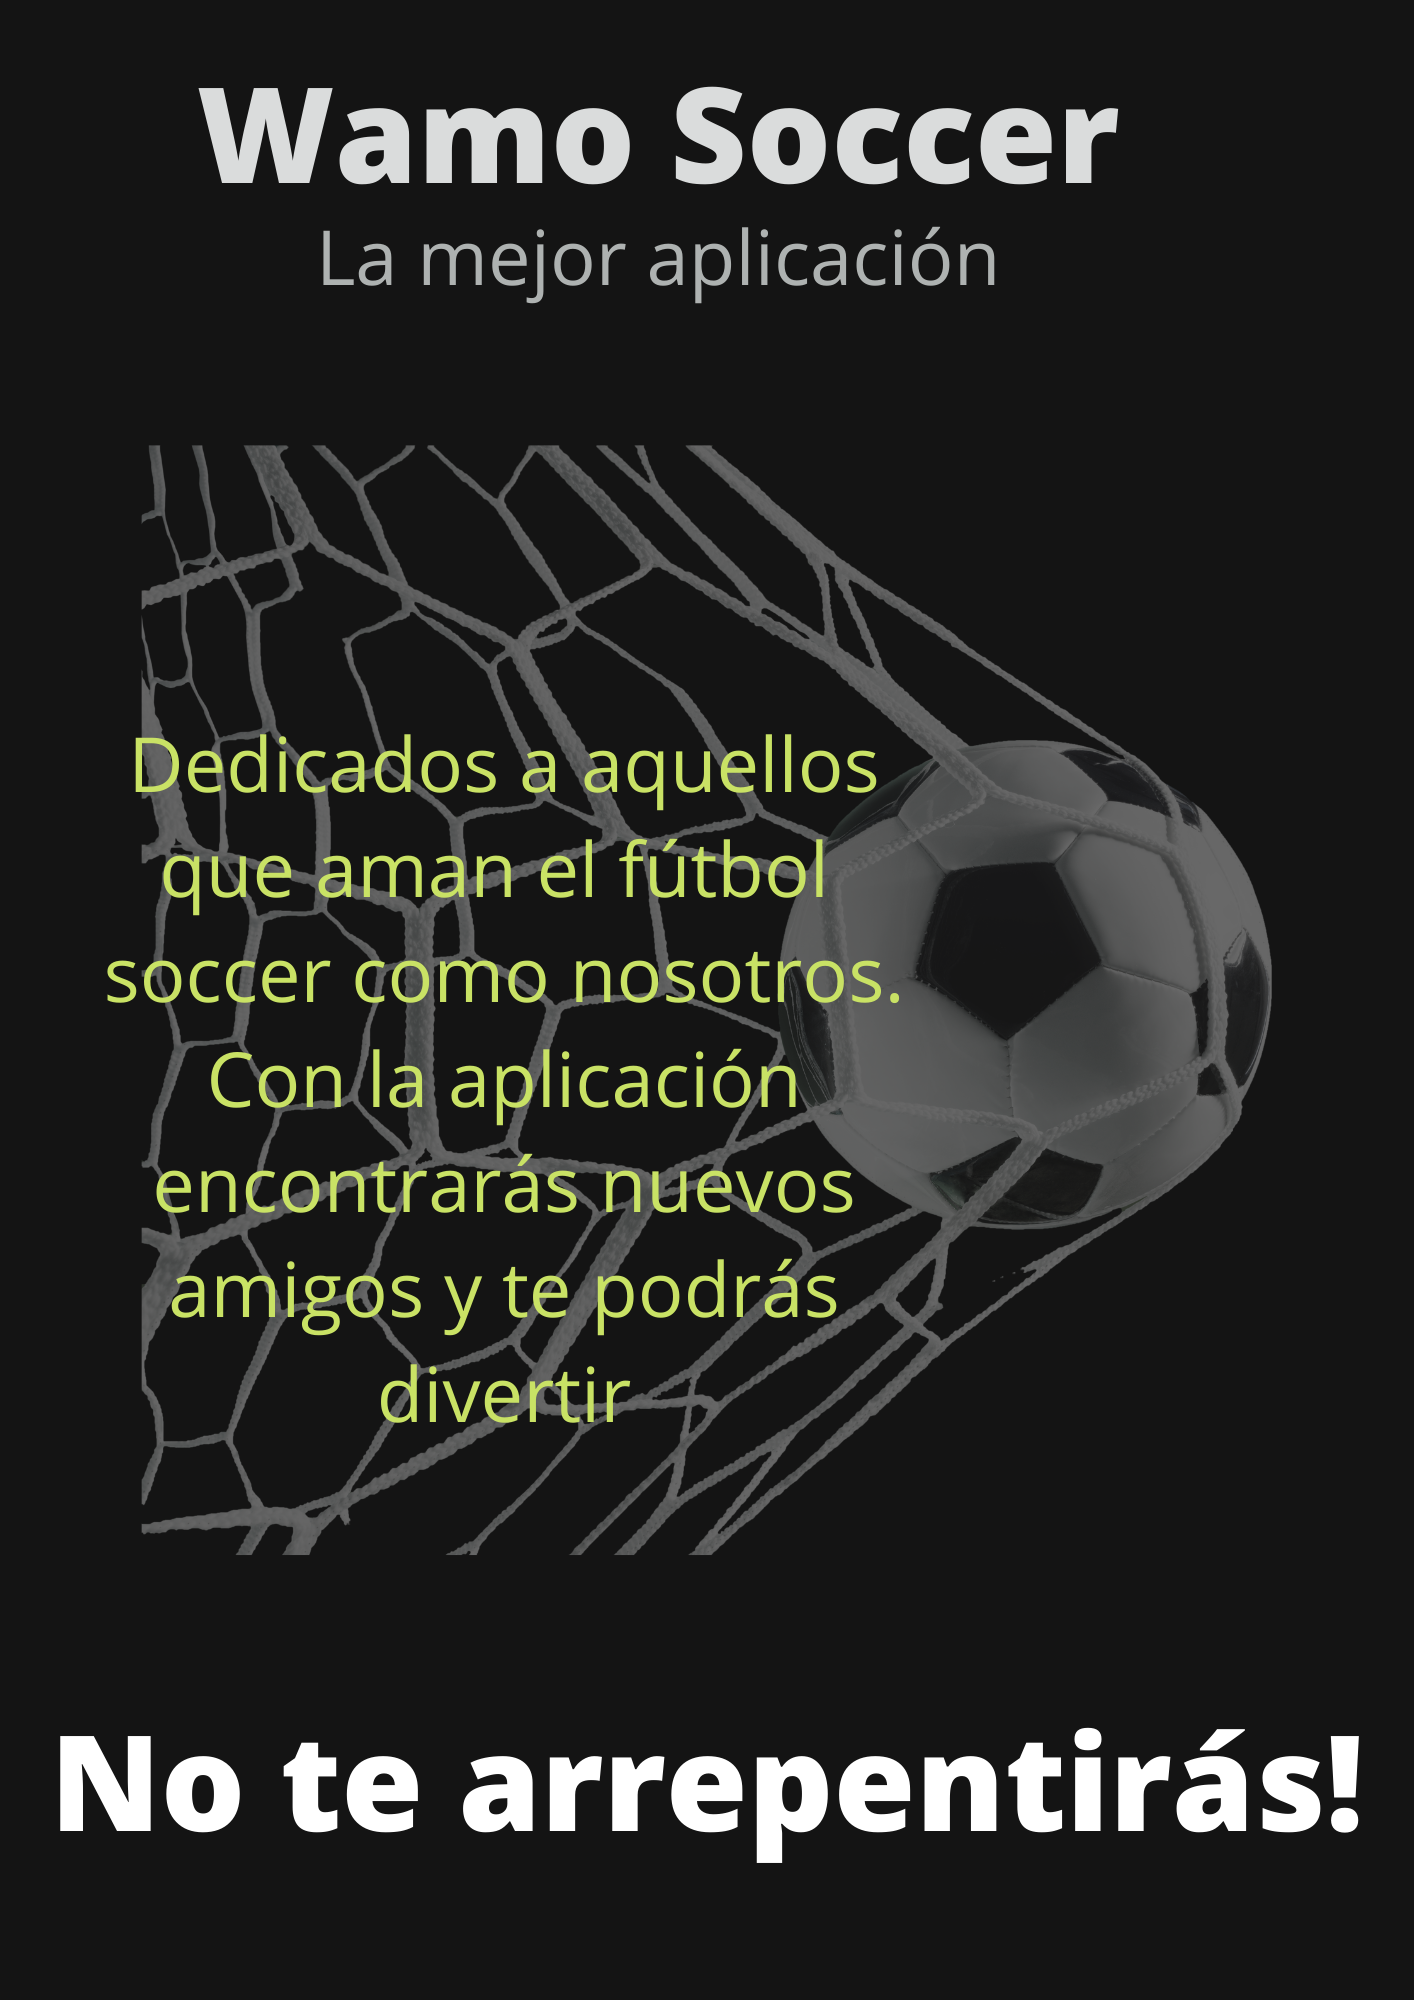 Wamo Soccer
La mejor aplicación
Dedicados a aquellos
que aman el fútbol
soccer como nosotros.
Con la aplicación
encontrarás nuevos
amigos y te podrás
divertir
No te arrepentirás!